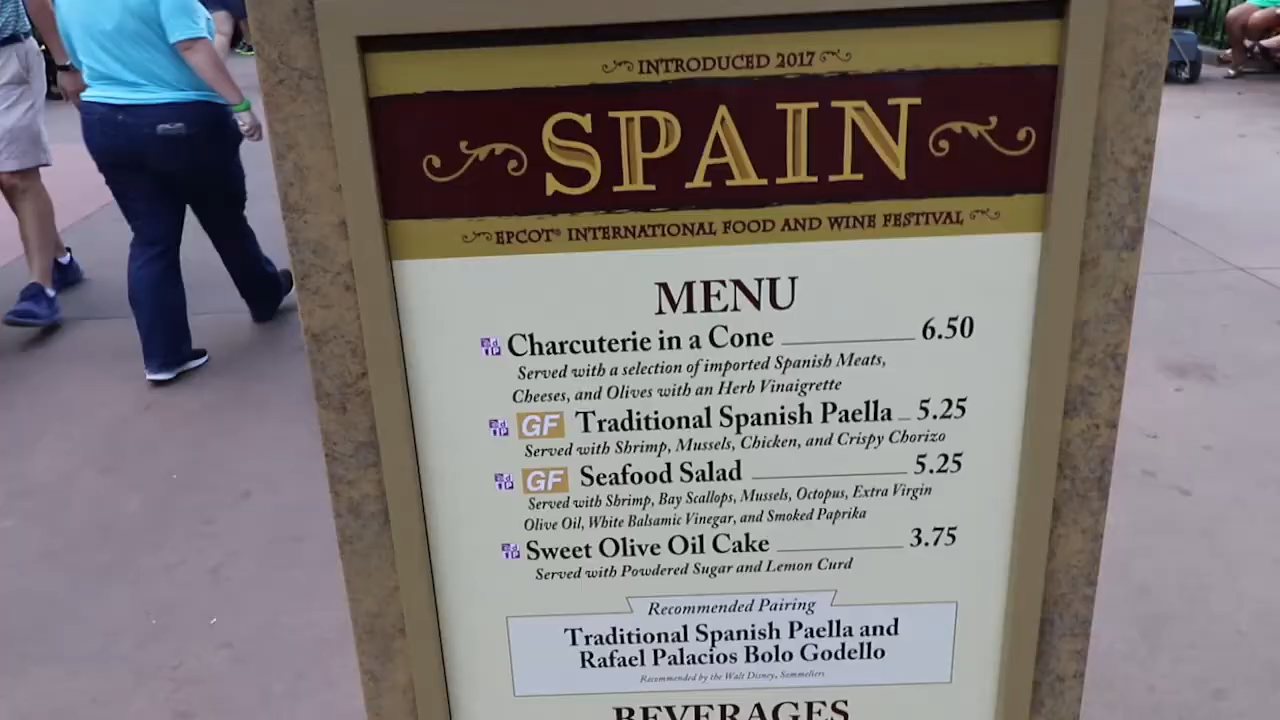 INTRODUCED 2017
SPAIN
EPCOT® INTERNATIONAL FOOD AND WINE FESTIVAL
MENU
Charcuterie in a Cone 6.50
Served with a selection of imported Spanish Meats,
Cheeses, and Olives with an Herb Vinaigrette
GF Traditional Spanish Paella 5.25
Served with Shrimp, Mussels, Chicken, and Crispy Chorizo
GF Seafood Salad 5.25
Served with Shrimp, Bay Scallops, Mussels, Octopus, Extra Virgin
Olive Oil, White Balsamic Vinegar, and Smoked Paprika
Sweet Olive Oil Cake 3.75
Served with Powdered Sugar and Lemon Curd
Recommended Pairing
Traditional Spanish Paella and
Rafael Palacios Bolo Godello
Recommended by the Walt Disney, Sommeliers
BEVERAGES